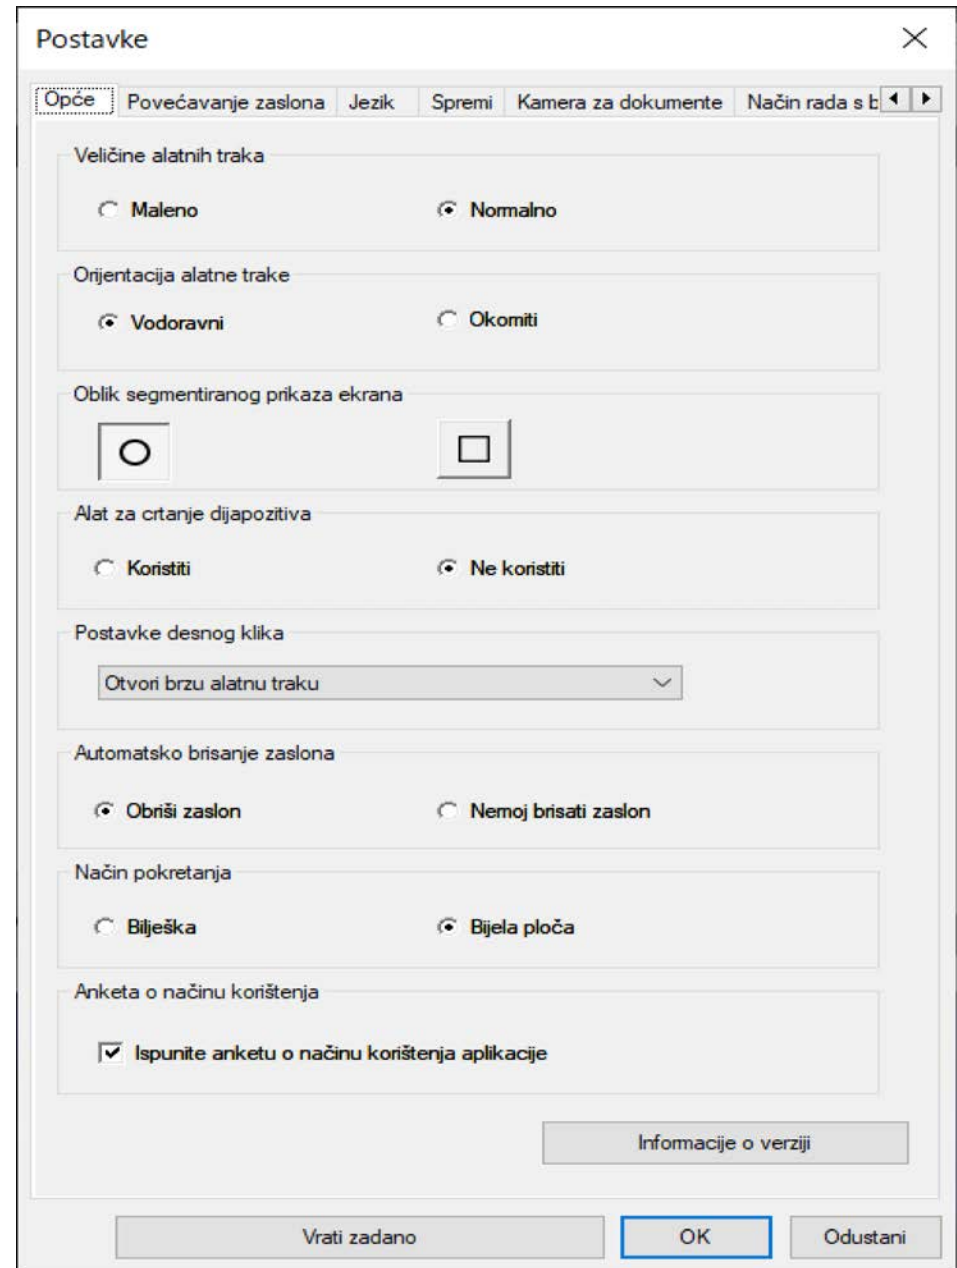 Postavke
Opće Povećavanje zaslona Jezik Spremi Kamera za dokumente Način rada s b
Veličine alatnih traka
Maleno Normalno
Orijentacija alatne trake
Vodoravni Okomiti
Oblik segmentiranog prikaza ekrana
Alat za crtanje dijapozitiva
Koristiti Ne koristiti
Postavke desnog klika
Otvori brzu alatnu traku
Automatsko brisanje zaslona
Obriši zaslon Nemoj brisati zaslon
Način pokretanja
Bilješka Bijela ploča
Anketa o načinu korištenja
Ispunite anketu o načinu korištenja aplikacije
Informacije o verziji
Vrati zadano OK Odustani